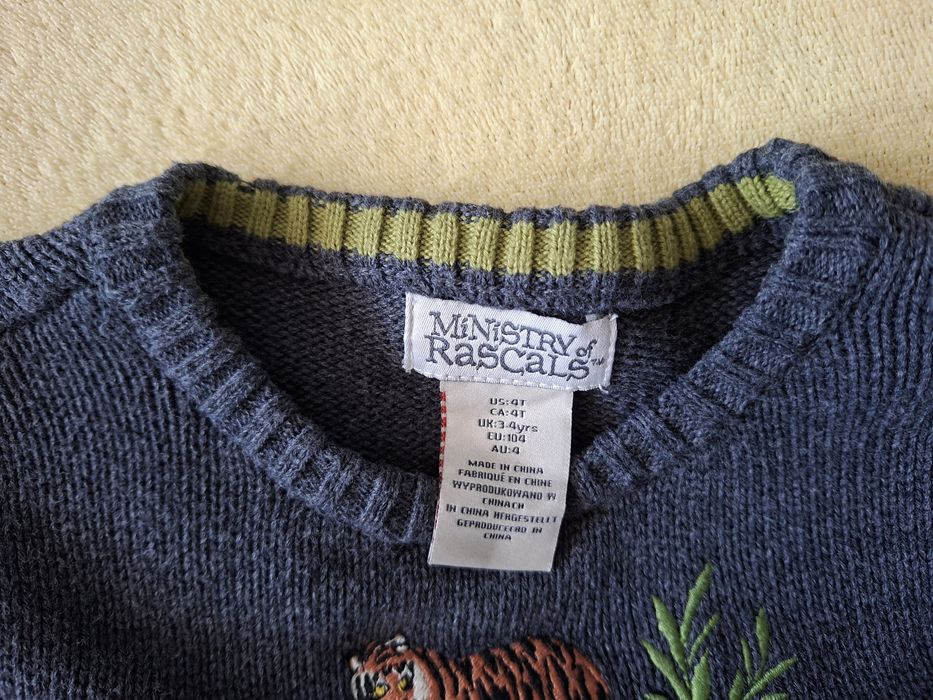 MiNiSTRY of
RaSCaLS™
US:4T
CA:4T
UK:3-4yrs
EU:104
AU:4
MADE IN CHINA
FABRIQUÉ EN CHINE
WYPRODUKOWANO W
CHINACH
IN CHINA HERGESTELLT
GEPRODUCEERD IN
CHINA